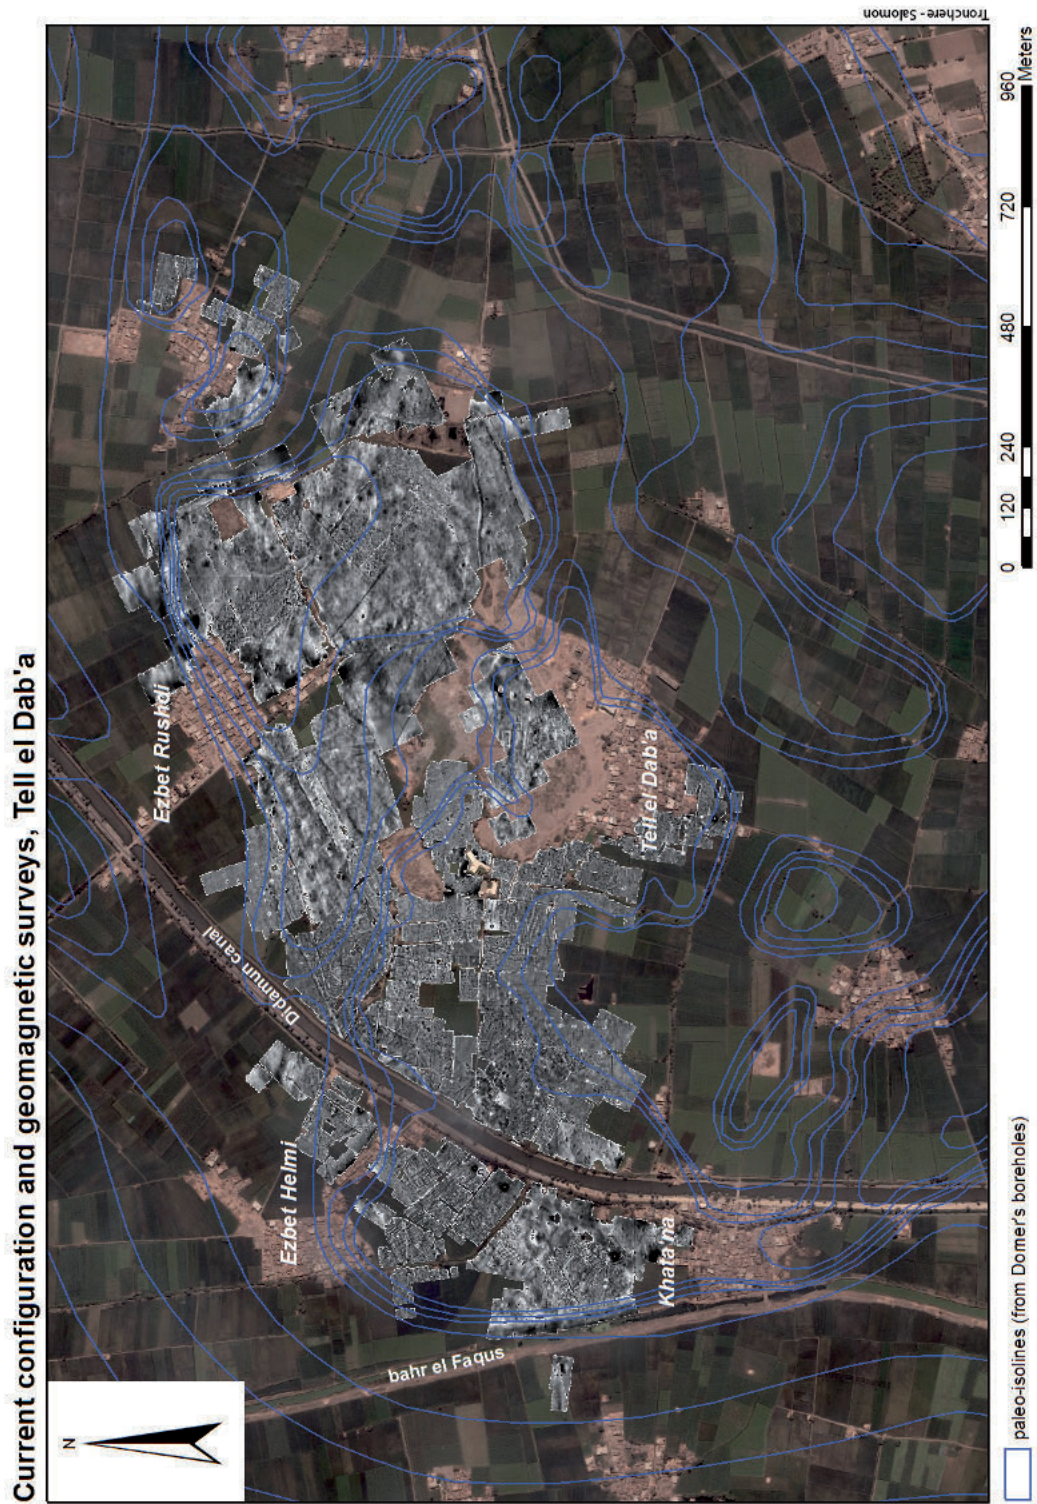 Current configuration and geomagnetic surveys, Tell el Dab'a
N
Ezbet Rushdi
Didamun canal
Ezbet Helmi
bahr el Faqus
Khata'na
Tell el Dab'a
Tronchere - Salomon
paleo-isolines (from Dorner's boreholes)
0 120 240 480 720 960
Meters